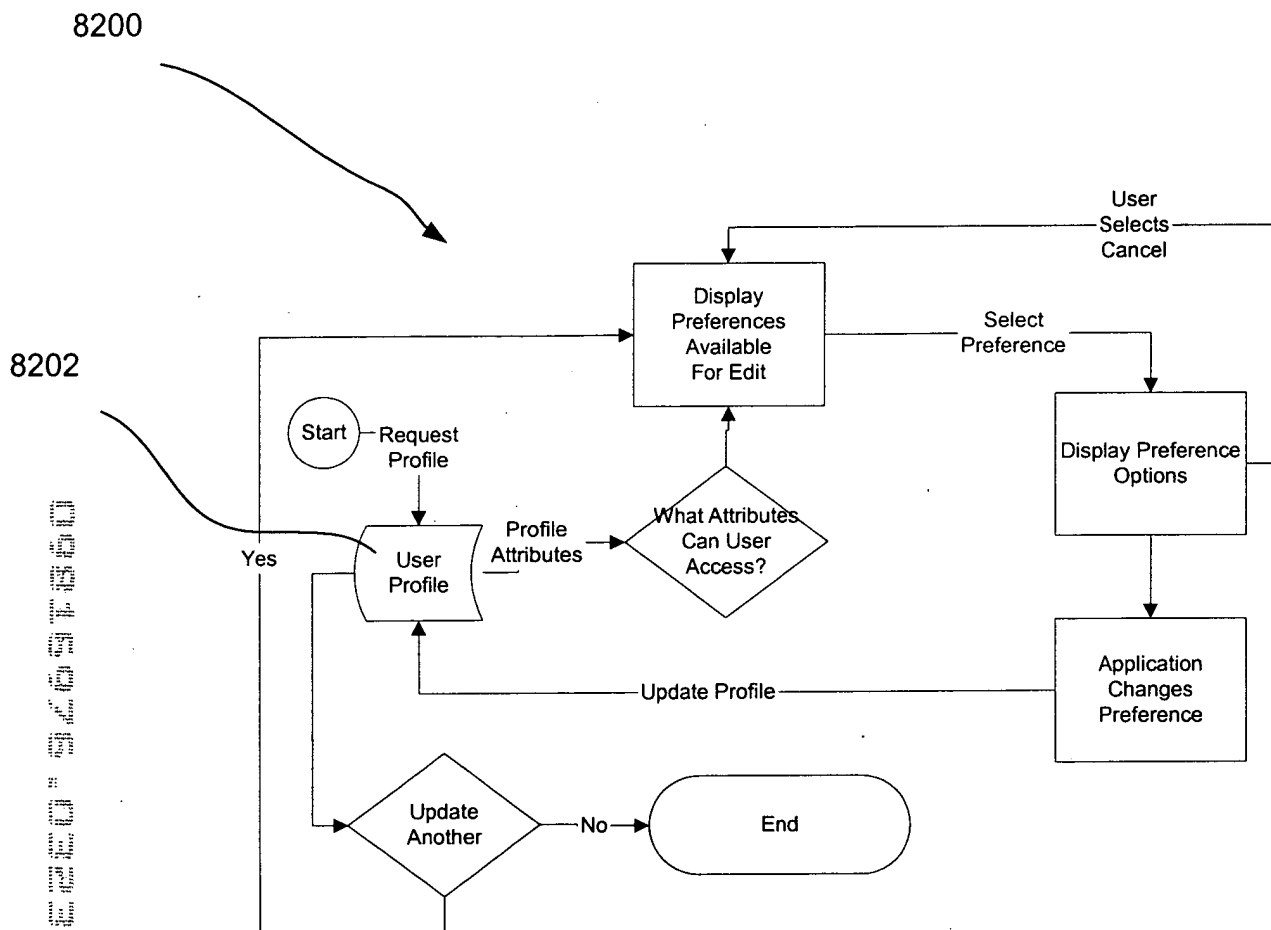 8200
User
Selects
Cancel
Display
Preferences
Available
For Edit
Select
Preference
8202
Start
Request
Profile
Display Preference
Options
What Attributes
Can User
Access?
Profile
Attributes
User
Profile
Yes
Application
Changes
Preference
Update Profile
Update
Another
No
End